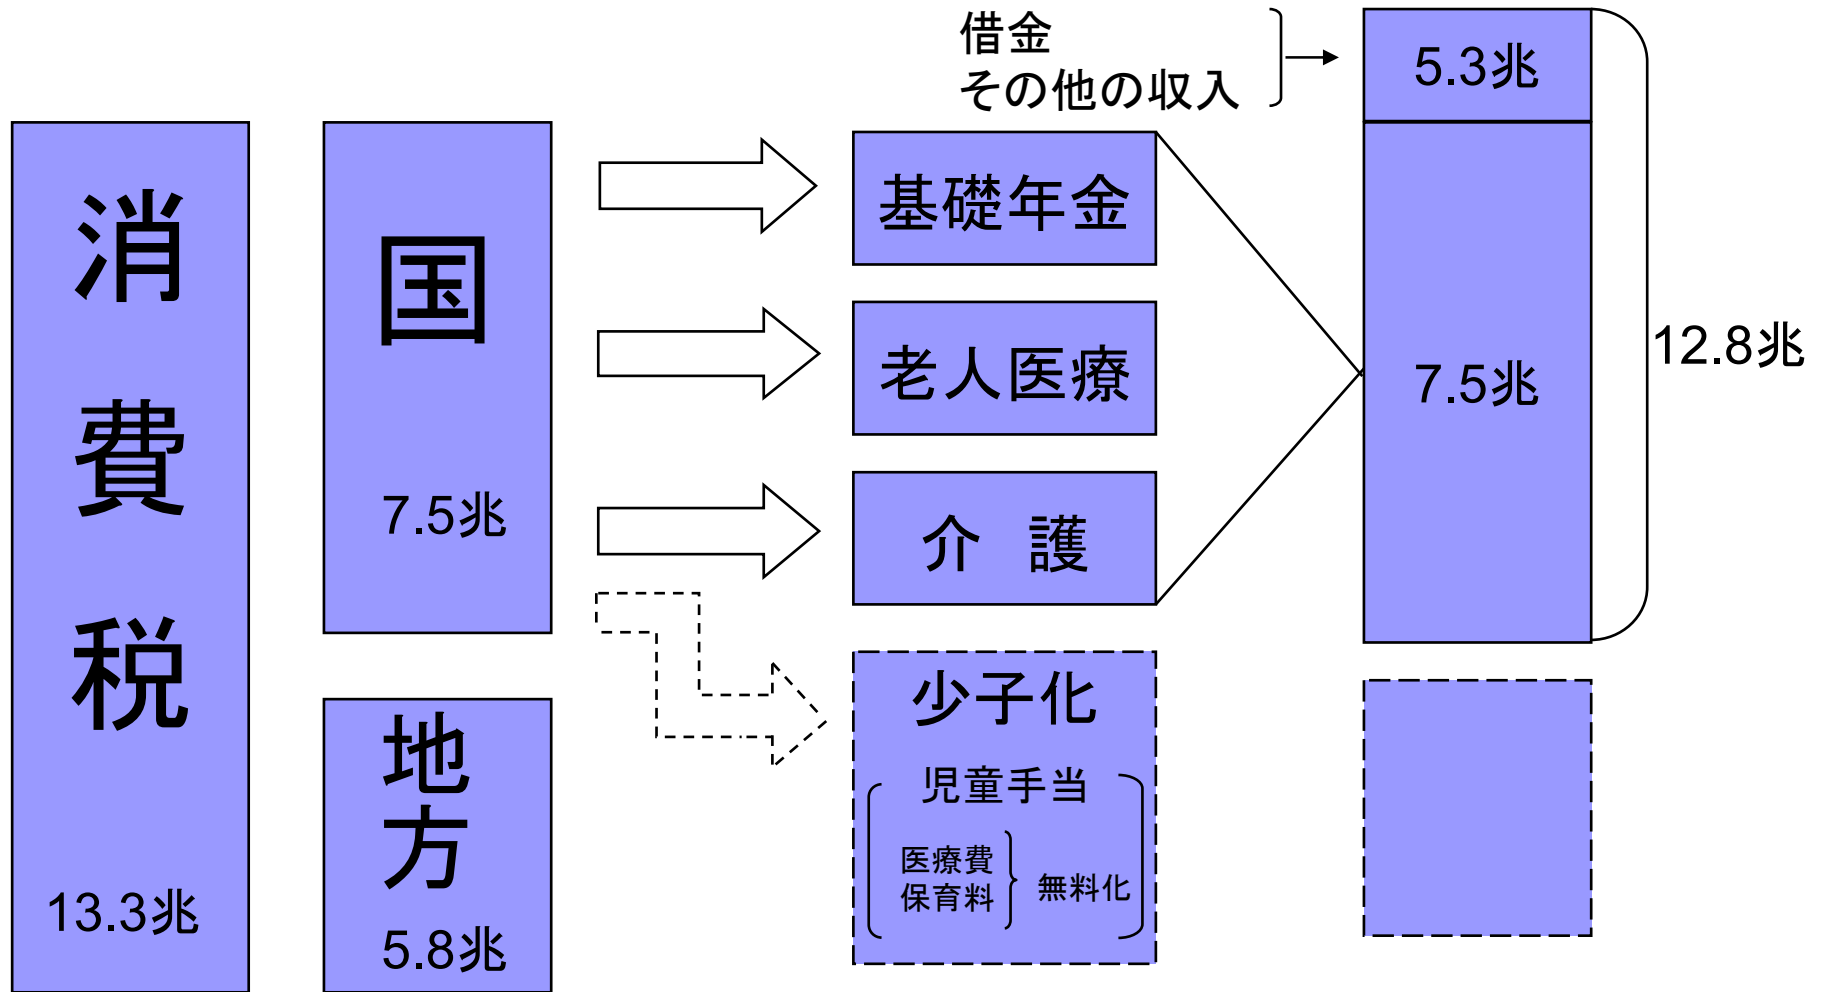 消費税
13.3兆
国
7.5兆
地方
5.8兆
基礎年金
老人医療
介 護
少子化
児童手当
医療費
保育料
無料化
借金
その他の収入
5.3兆
7.5兆
12.8兆